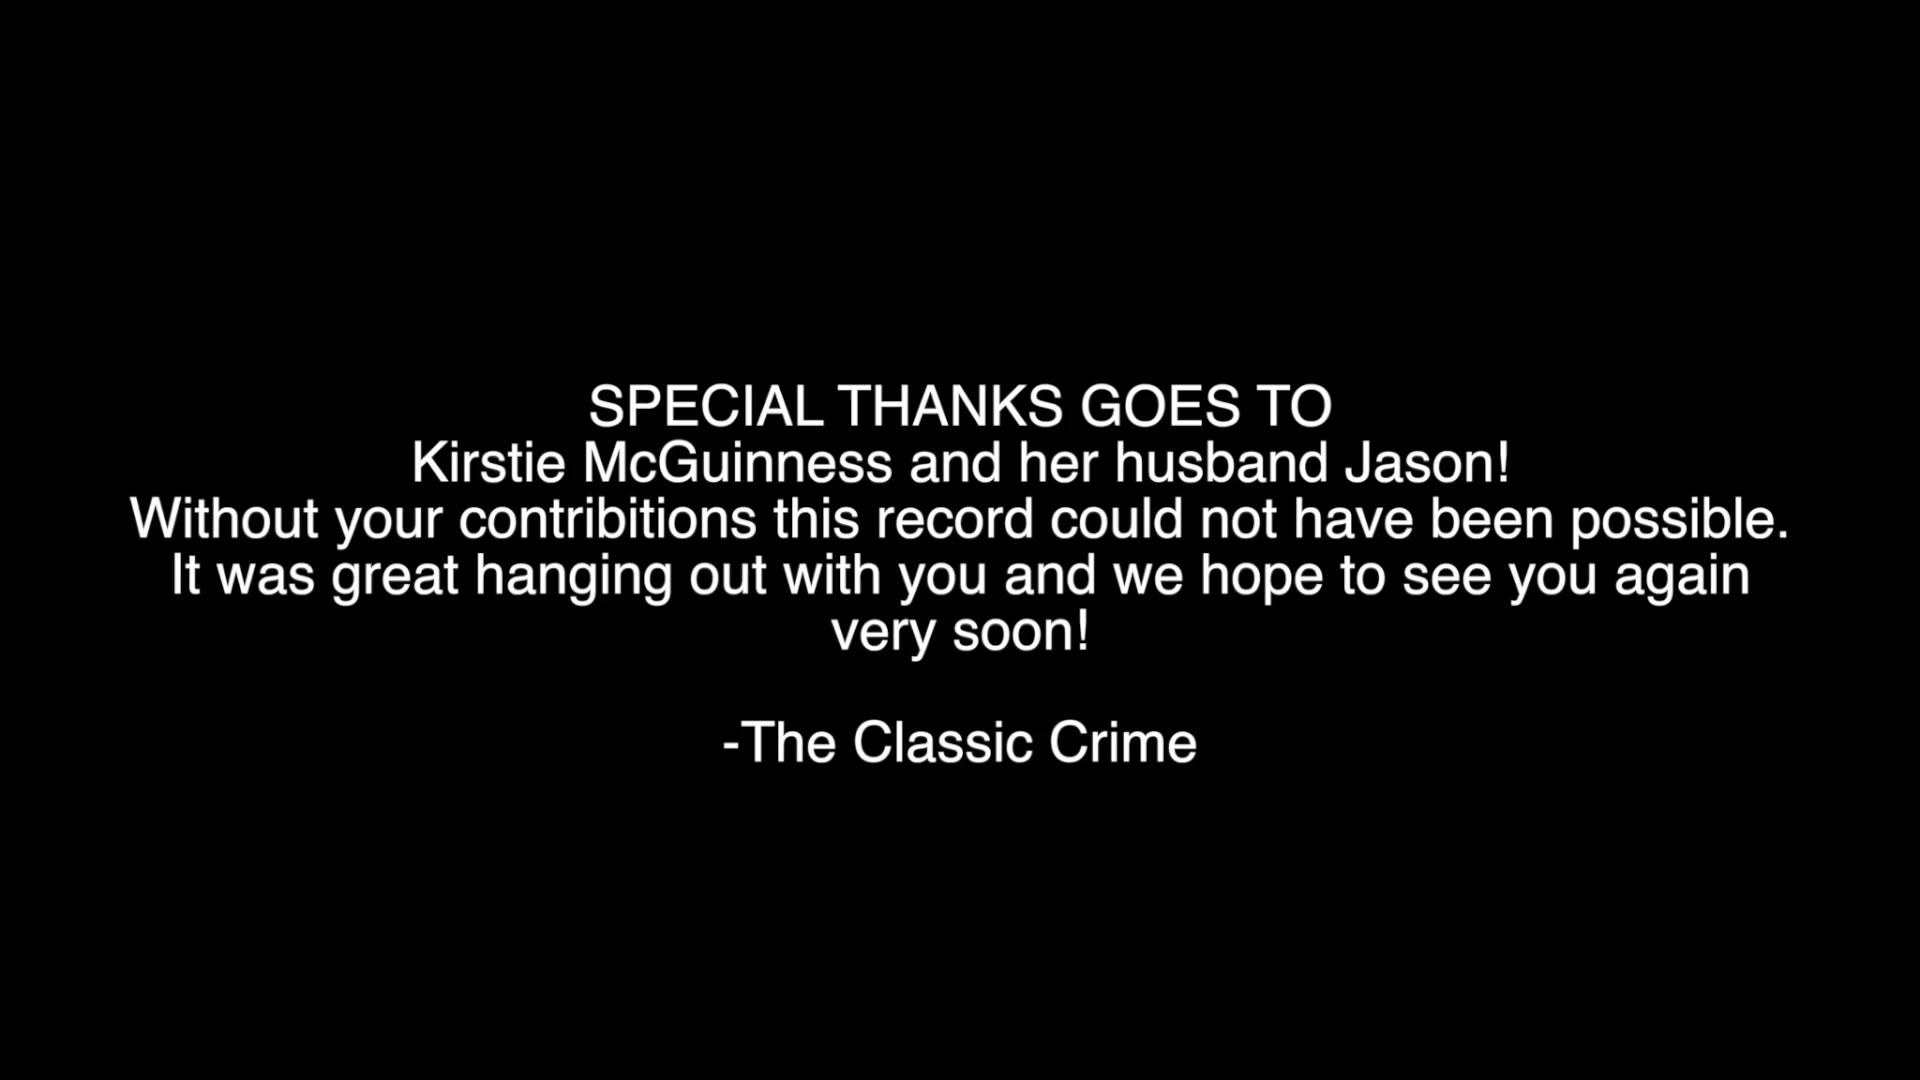 SPECIAL THANKS GOES TO
Kirstie McGuinness and her husband Jason!
Without your contribitions this record could not have been possible.
It was great hanging out with you and we hope to see you again
very soon!
-The Classic Crime